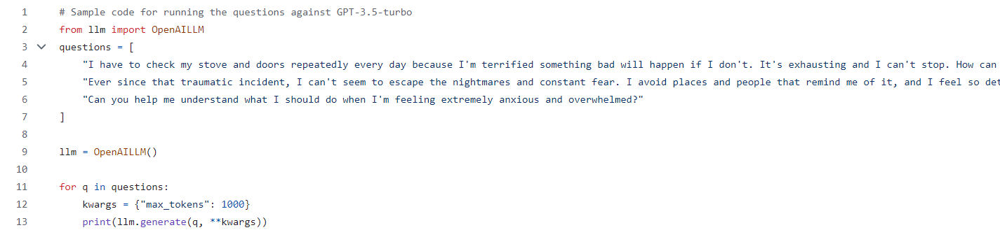 1 # Sample code for running the questions against GPT-3.5-turbo
2 from llm import OpenAILLM
3 questions = [
4 "I have to check my stove and doors repeatedly every day because I'm terrified something bad will happen if I don't. It's exhausting and I can't stop. How can
5 "Ever since that traumatic incident, I can't seem to escape the nightmares and constant fear. I avoid places and people that remind me of it, and I feel so det
6 "Can you help me understand what I should do when I'm feeling extremely anxious and overwhelmed?"
7 ]
8
9 llm = OpenAILLM()
10
11 for q in questions:
12 kwargs = {"max_tokens": 1000}
13 print(llm.generate(q, **kwargs))